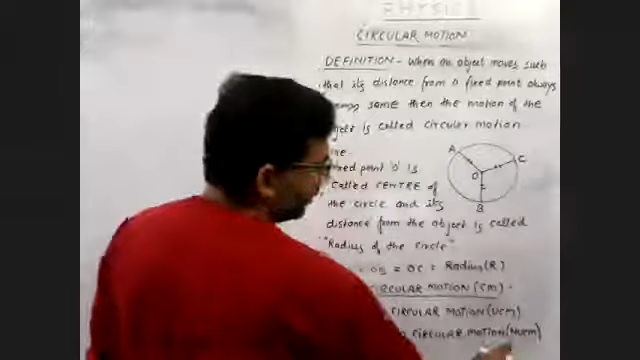 PHYSICS
CIRCULAR MOTION
DEFINITION - When an object moves such
that its distance from a fixed point always
same then the motion of the
is called circular motion.
A
C
O
B
point 'O' is
called CENTRE of
the circle and its
distance from the object is called
"Radius of the circle"
= OB = OC = Radius(R)
CIRCULAR MOTION (CM) -
CIRCULAR MOTION (UCM)
CIRCULAR MOTION (NUCM)